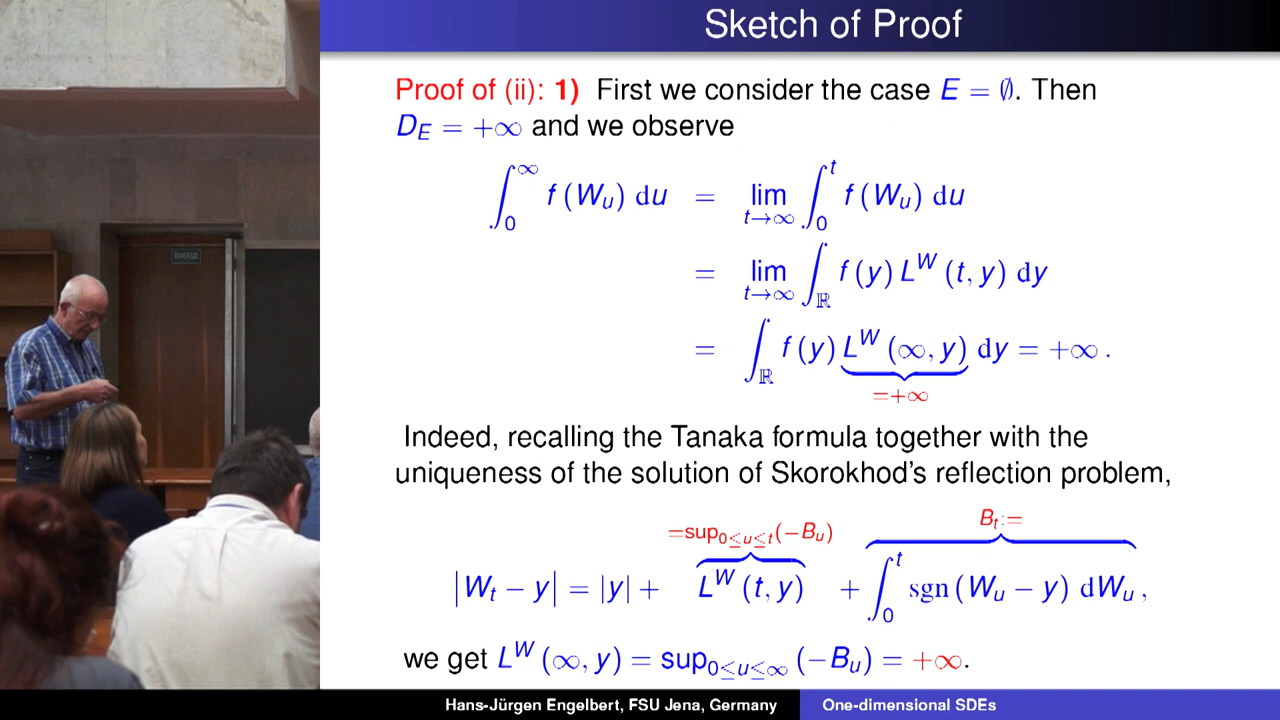 Sketch of Proof
Proof of (ii): 1) First we consider the case E = ∅. Then
D_E = +∞ and we observe
∫_0^∞ f (W_u) du = lim_{t→∞} ∫_0^t f (W_u) du
= lim_{t→∞} ∫_ℝ f (y) L^W (t, y) dy
= ∫_ℝ f (y) L^W (∞, y) dy = +∞ .
=+∞
Indeed, recalling the Tanaka formula together with the
uniqueness of the solution of Skorokhod's reflection problem,
=sup_{0≤u≤t}(−B_u) B_t:=
|W_t − y| = |y| + L^W (t, y) + ∫_0^t sgn (W_u − y) dW_u ,
we get L^W (∞, y) = sup_{0≤u≤∞} (−B_u) = +∞.
Hans-Jürgen Engelbert, FSU Jena, Germany One-dimensional SDEs
ВИХІД